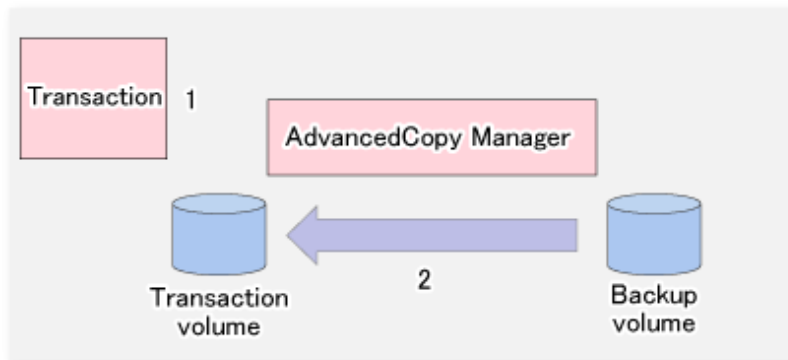 Transaction
1
AdvancedCopy Manager
2
Transaction
volume
Backup
volume